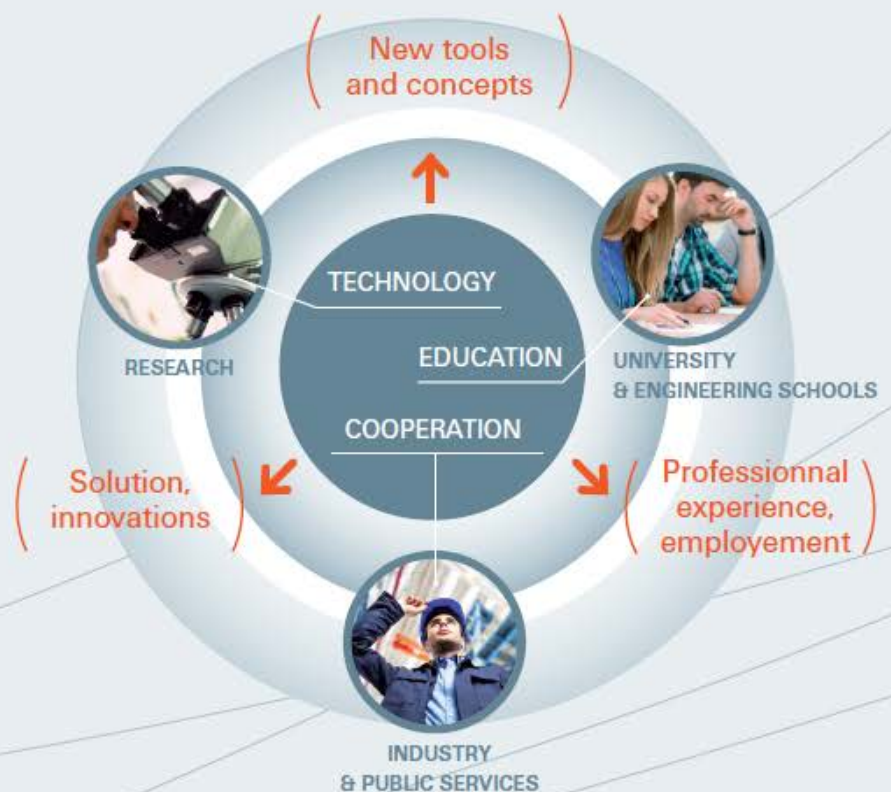 New tools
and concepts
TECHNOLOGY
EDUCATION
COOPERATION
RESEARCH
UNIVERSITY
& ENGINEERING SCHOOLS
Solution,
innovations
Professionnal
experience,
employement
INDUSTRY
& PUBLIC SERVICES